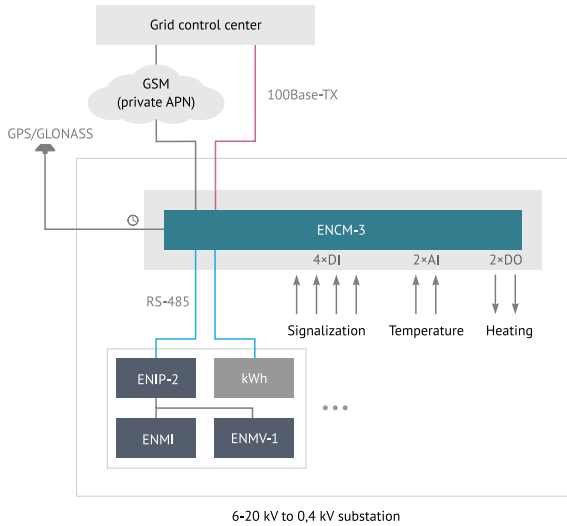 Grid control center
GSM
(private APN)
100Base-TX
GPS/GLONASS
ENCM-3
4×DI
2×AI
2×DO
RS-485
Signalization
Temperature
Heating
ENIP-2
kWh
ENMI
ENMV-1
6-20 kV to 0,4 kV substation